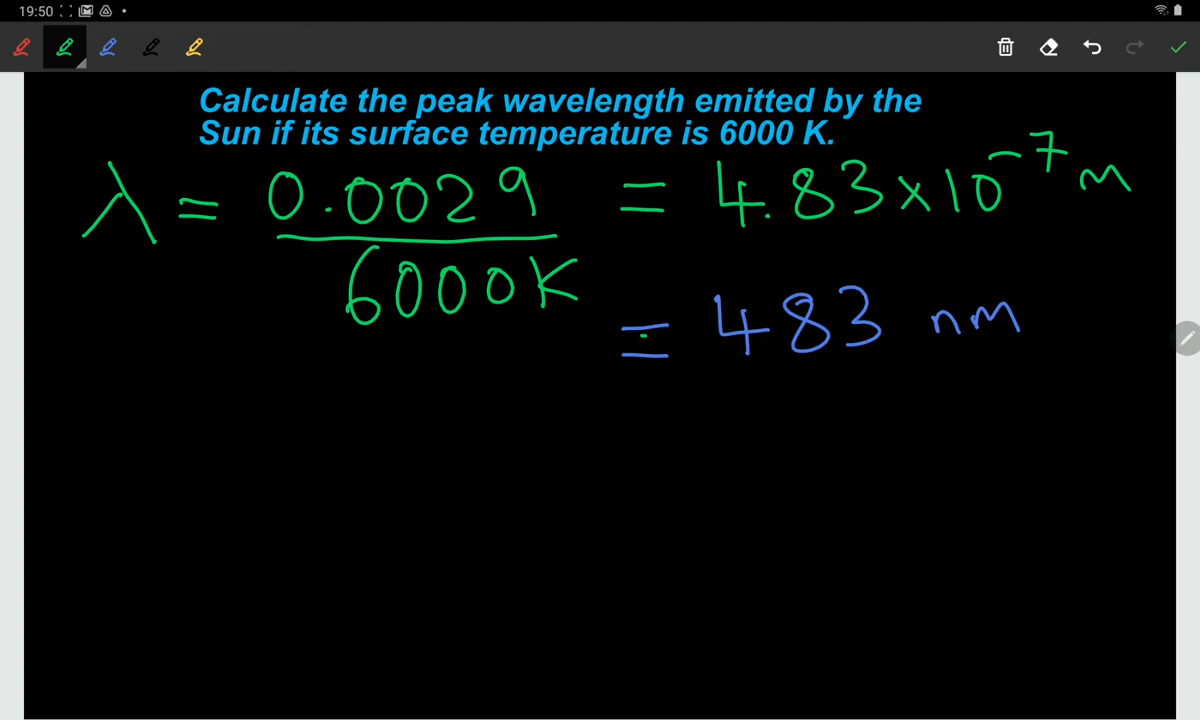 19:50
Calculate the peak wavelength emitted by the
Sun if its surface temperature is 6000 K.
λ = 0.0029 / 6000K = 4.83 × 10⁻⁷ m
= 483 nm